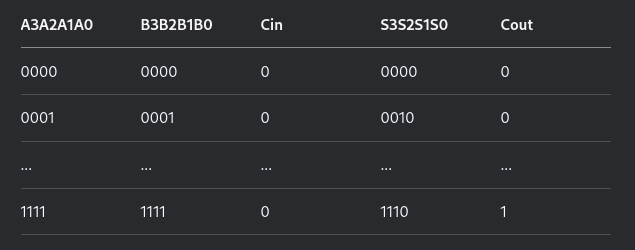 A3A2A1A0 B3B2B1B0 Cin S3S2S1S0 Cout
0000 0000 0 0000 0
0001 0001 0 0010 0
... ... ... ... ...
1111 1111 0 1110 1